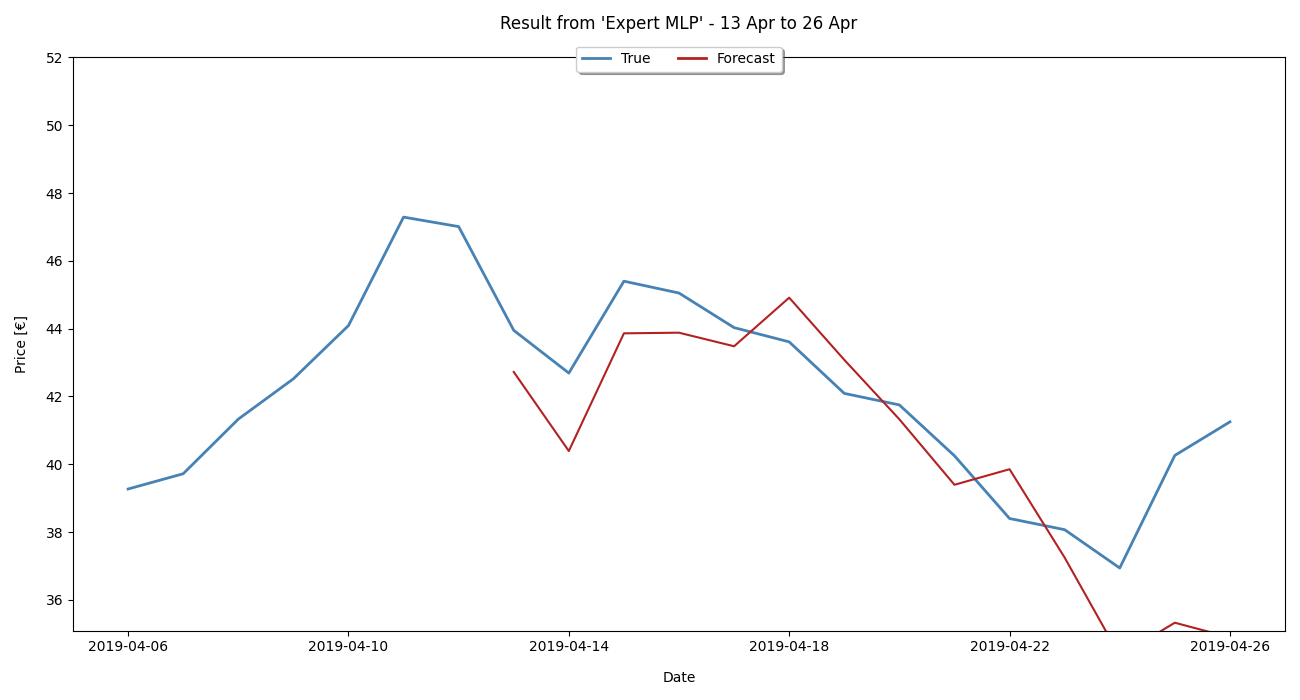 Result from 'Expert MLP' - 13 Apr to 26 Apr
True Forecast
52
50
48
46
44
42
40
38
36
Price [€]
2019-04-06 2019-04-10 2019-04-14 2019-04-18 2019-04-22 2019-04-26
Date